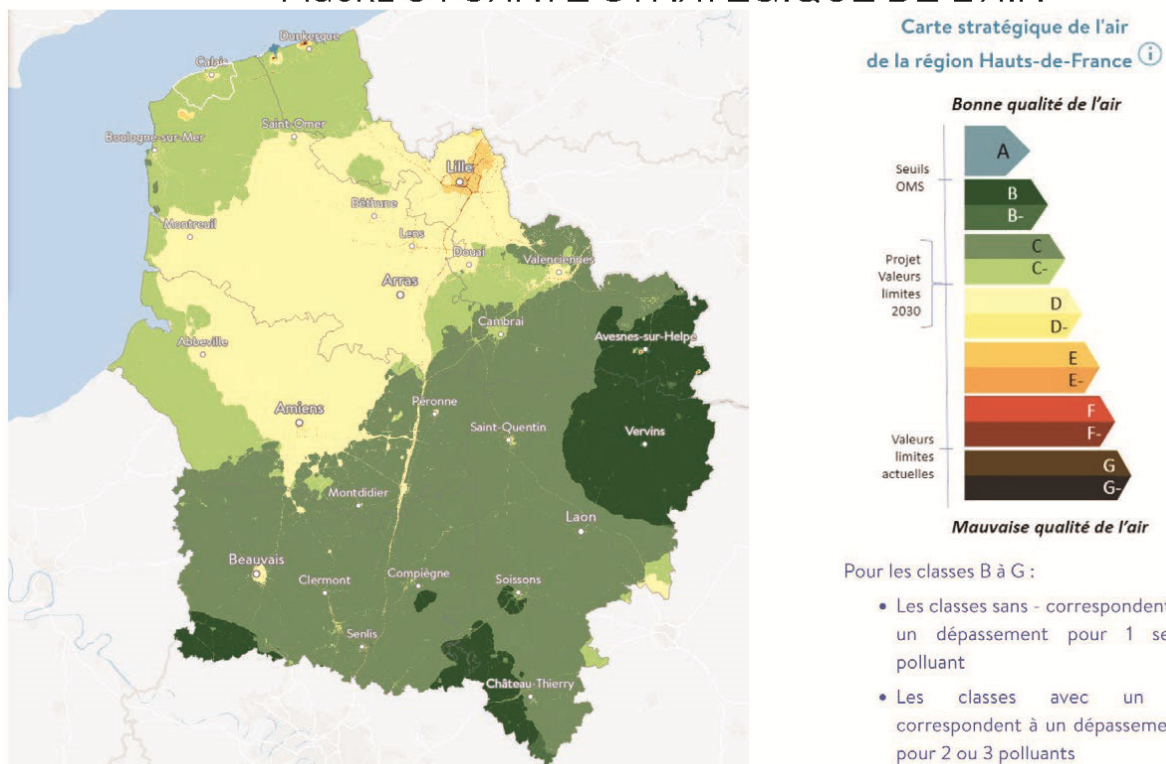 Carte stratégique de l'air
de la région Hauts-de-France i
Bonne qualité de l'air
A
Seuils
OMS
B
B-
C
C-
Projet
Valeurs
limites
2030
D
D-
E
E-
F
F-
Valeurs
limites
actuelles
G
G-
Mauvaise qualité de l'air
Pour les classes B à G :
• Les classes sans - correspondent
un dépassement pour 1
polluant
• Les classes avec un
correspondent à un
pour 2 ou 3 polluants
Dunkerque
Calais
Saint-Omer
Boulogne-sur-Mer
Lille
Béthune
Montreuil
Lens
Douai
Valenciennes
Arras
Cambrai
Avesnes-sur-Helpe
Abbeville
Amiens
Péronne
Saint-Quentin
Vervins
Montdidier
Laon
Beauvais
Clermont
Compiègne
Soissons
Senlis
Château-Thierry